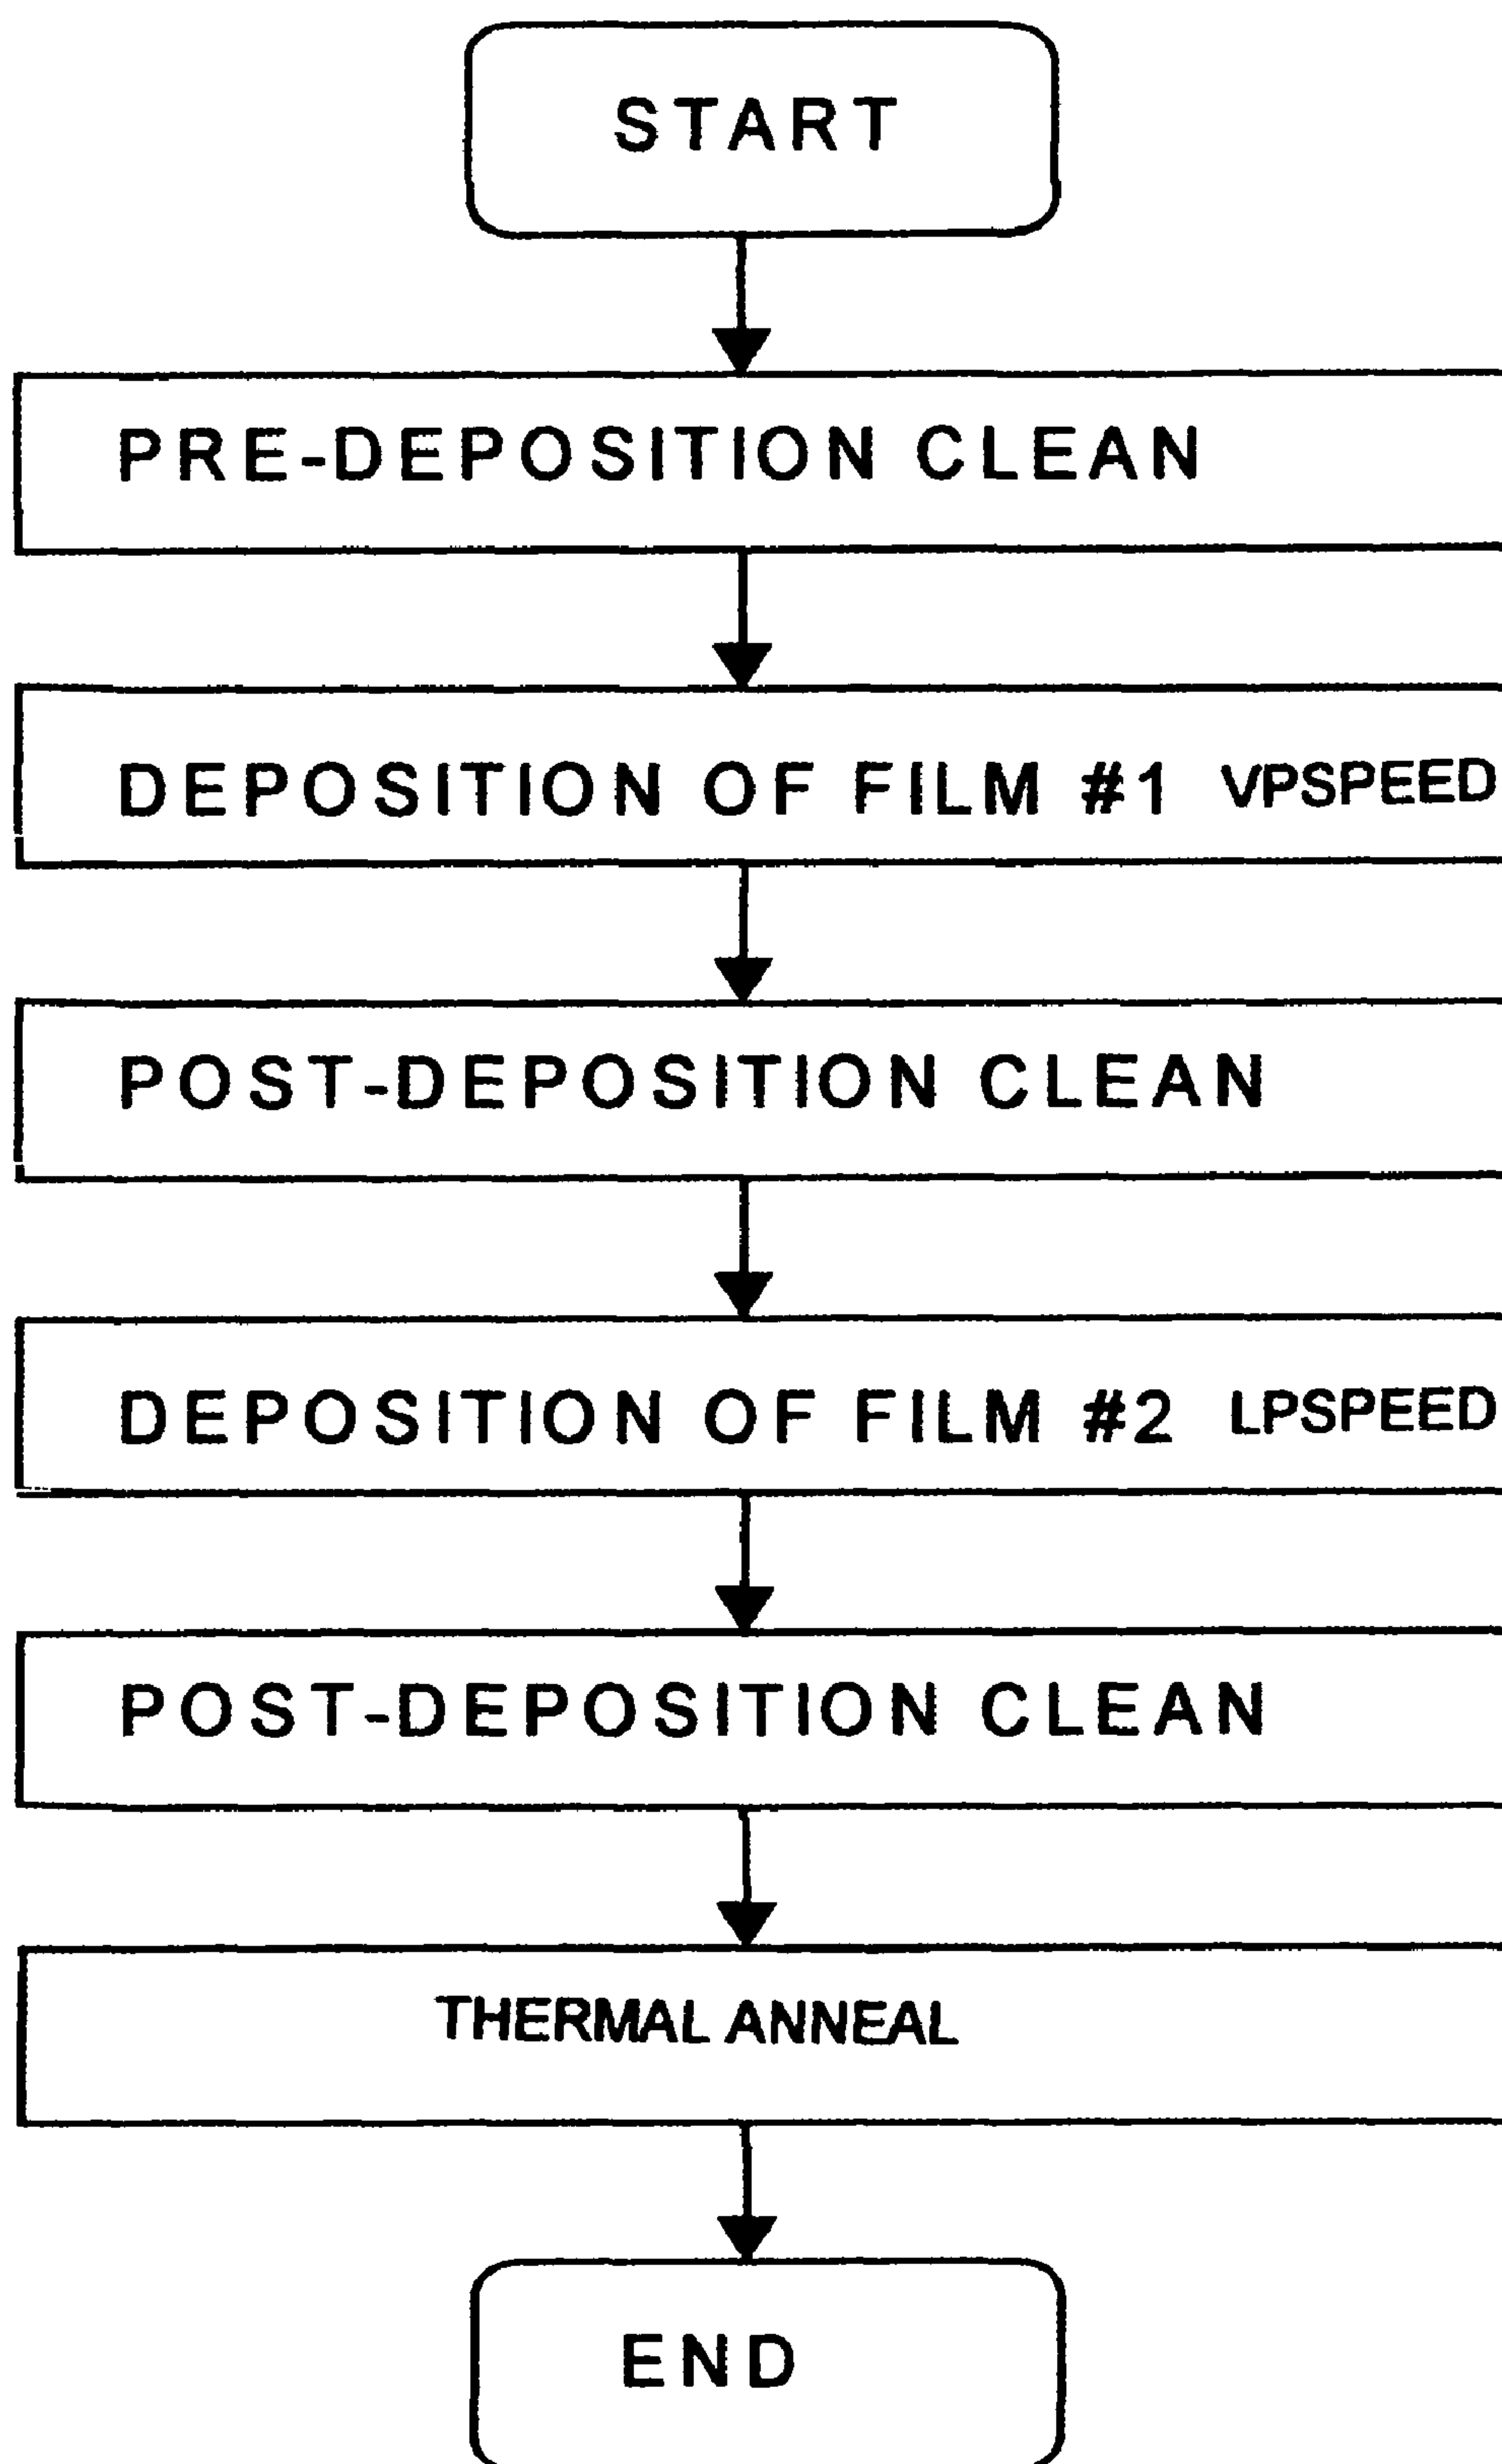 START
PRE-DEPOSITION CLEAN
DEPOSITION OF FILM #1 VPSPEED
POST-DEPOSITION CLEAN
DEPOSITION OF FILM #2 LPSPEED
POST-DEPOSITION CLEAN
THERMAL ANNEAL
END